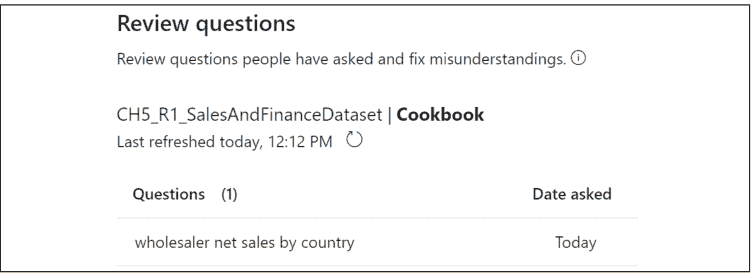 Review questions
Review questions people have asked and fix misunderstandings.
CH5_R1_SalesAndFinanceDataset | Cookbook
Last refreshed today, 12:12 PM
Questions (1) Date asked
wholesaler net sales by country Today